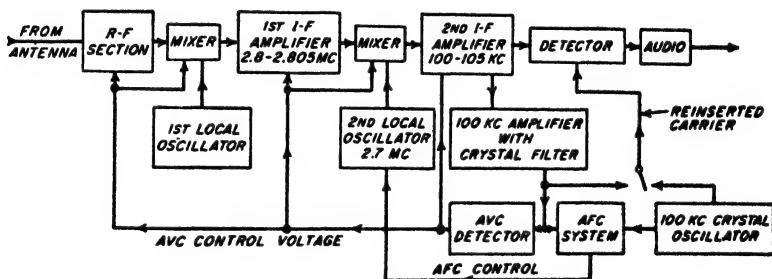 FROM
ANTENNA
R-F
SECTION
MIXER
1ST I-F
AMPLIFIER
2.8-2.805MC
MIXER
2ND I-F
AMPLIFIER
100-105 KC
DETECTOR
AUDIO
1ST LOCAL
OSCILLATOR
2ND LOCAL
OSCILLATOR
2.7 MC
100 KC AMPLIFIER
WITH
CRYSTAL FILTER
REINSERTED
CARRIER
AVC CONTROL VOLTAGE
AVC
DETECTOR
AFC
SYSTEM
100 KC CRYSTAL
OSCILLATOR
AFC CONTROL